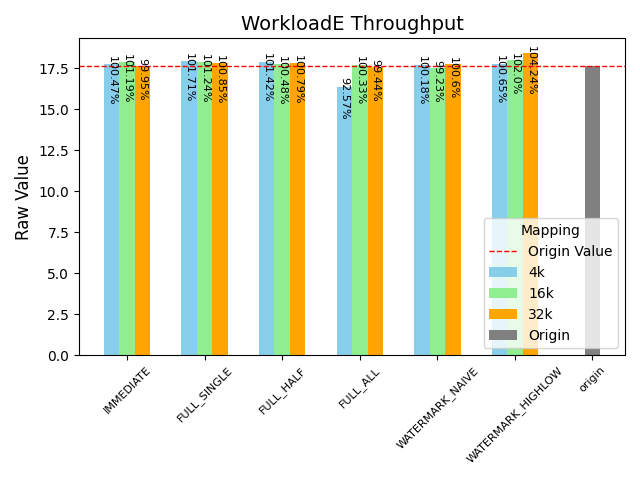 WorkloadE Throughput
Raw Value
17.5
15.0
12.5
10.0
7.5
5.0
2.5
0.0
100.47%
101.19%
99.95%
101.71%
101.24%
100.85%
101.42%
100.48%
100.79%
92.57%
100.33%
99.44%
100.18%
99.23%
100.6%
100.65%
102.0%
104.24%
Mapping
Origin Value
4k
16k
32k
Origin
IMMEDIATE
FULL_SINGLE
FULL_HALF
FULL_ALL
WATERMARK_NAIVE
WATERMARK_HIGHLOW
origin